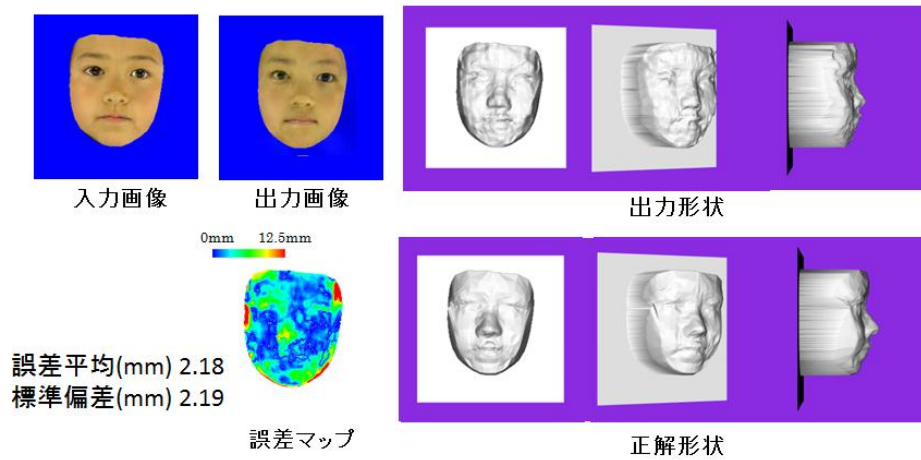 入力画像
出力画像
出力形状
0mm 12.5mm
誤差平均(mm) 2.18
標準偏差(mm) 2.19
誤差マップ
正解形状